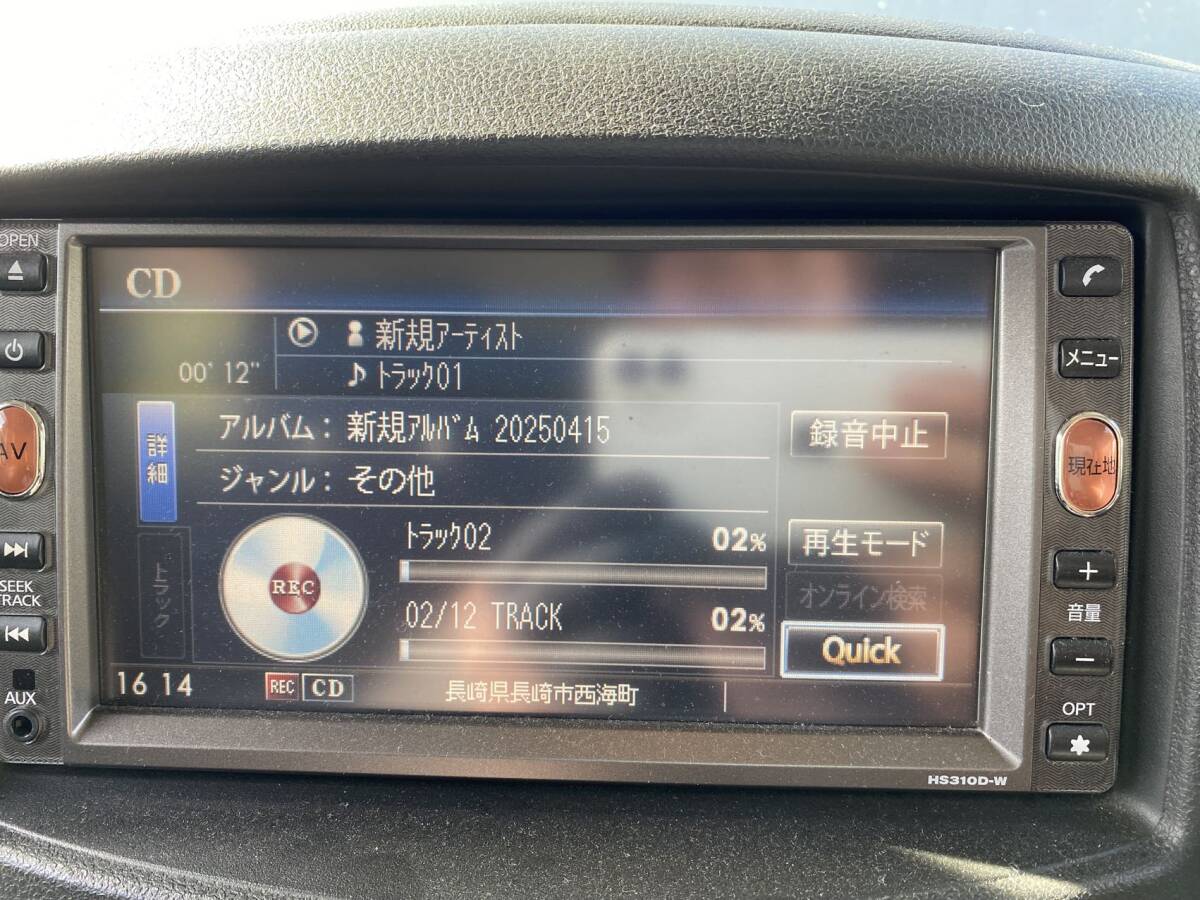 OPEN
AV
SEEK
TRACK
AUX
CD
新規アーティスト
00' 12"
トラック01
詳細
アルバム： 新規アルバム 20250415
ジャンル： その他
録音中止
トラック
REC
トラック02 02%
再生モード
オンライン検索
02/12 TRACK 02%
Quick
16 14
REC CD
長崎県長崎市西海町
メニュー
現在地
+
音量
−
OPT
HS310D-W